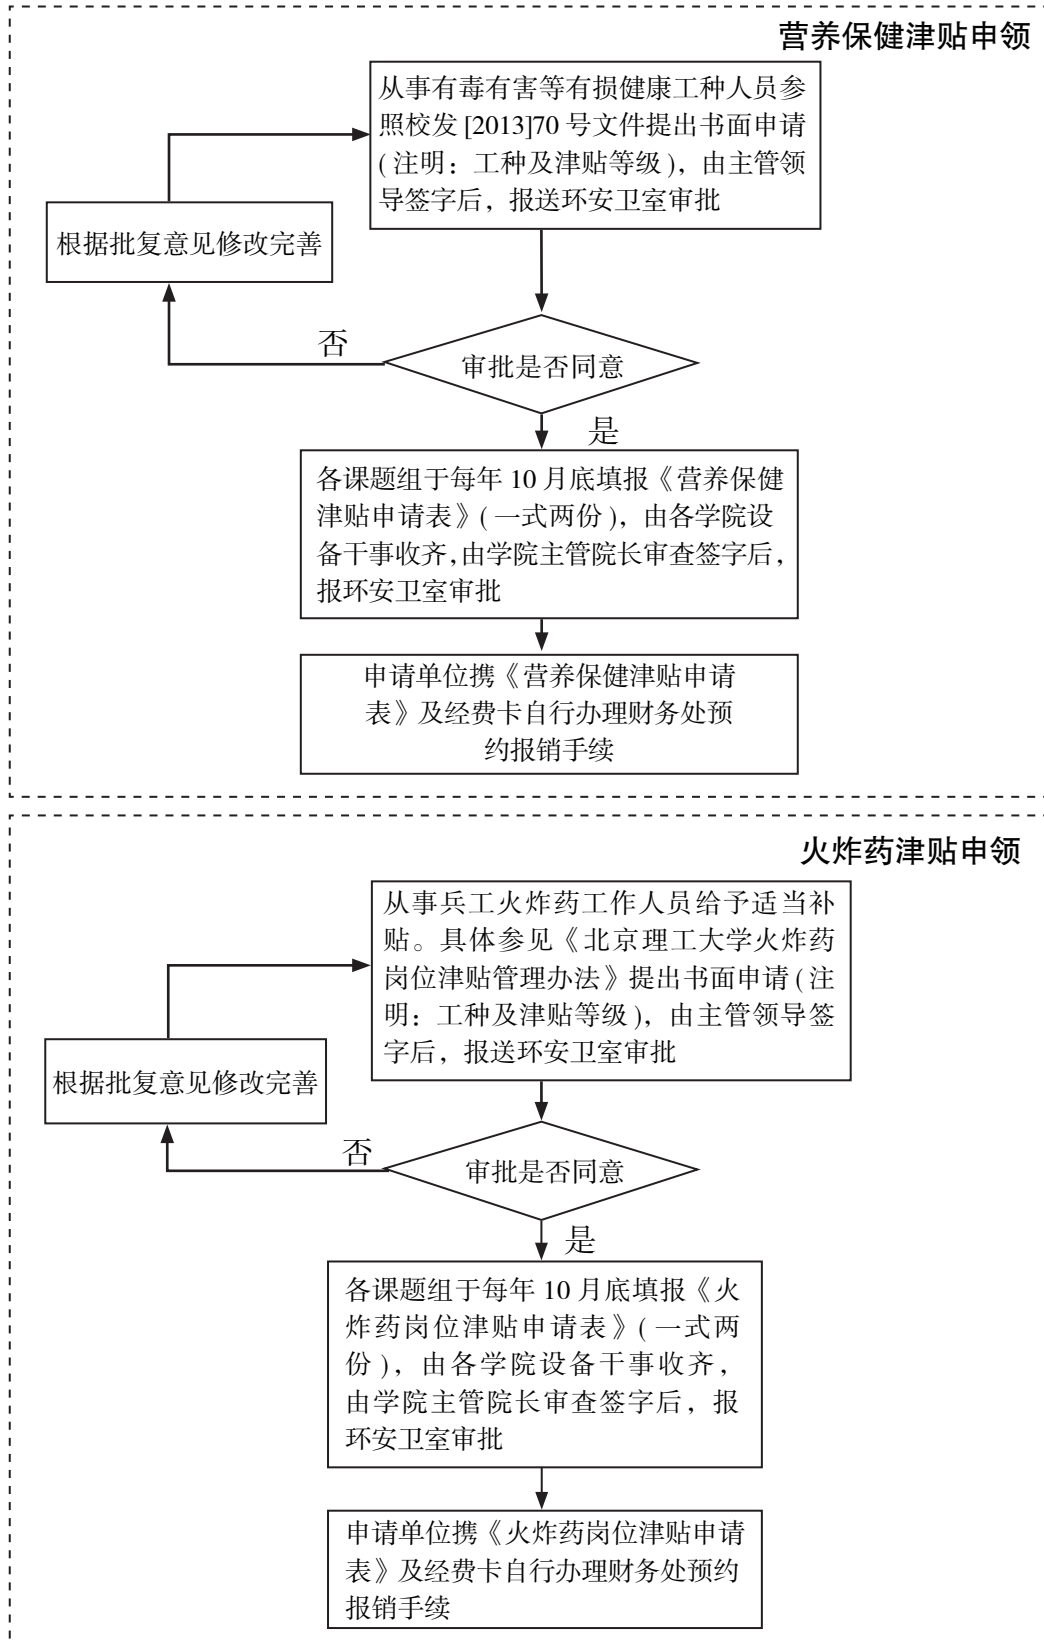 营养保健津贴申领
从事有毒有害等有损健康工种人员参
照校发 [2013]70 号文件提出书面申请
(注明：工种及津贴等级)，由主管领
导签字后，报送环安卫室审批
根据批复意见修改完善
否
审批是否同意
是
各课题组于每年 10 月底填报《营养保健
津贴申请表》(一式两份)，由各学院设
备干事收齐,由学院主管院长审查签字后，
报环安卫室审批
申请单位携《营养保健津贴申请
表》及经费卡自行办理财务处预
约报销手续
火炸药津贴申领
从事兵工火炸药工作人员给予适当补
贴。具体参见《北京理工大学火炸药
岗位津贴管理办法》提出书面申请(注
明：工种及津贴等级)，由主管领导签
字后，报送环安卫室审批
根据批复意见修改完善
否
审批是否同意
是
各课题组于每年 10 月底填报《火
炸药岗位津贴申请表》(一式两
份)，由各学院设备干事收齐，
由学院主管院长审查签字后，报
环安卫室审批
申请单位携《火炸药岗位津贴申请
表》及经费卡自行办理财务处预约
报销手续